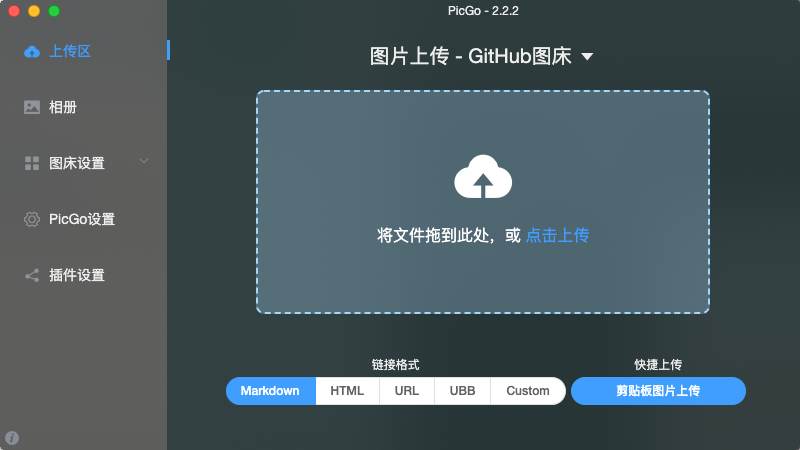 PicGo - 2.2.2
上传区
相册
图床设置
PicGo设置
插件设置
图片上传 - GitHub图床
将文件拖到此处，或 点击上传
链接格式
Markdown HTML URL UBB Custom
快捷上传
剪贴板图片上传